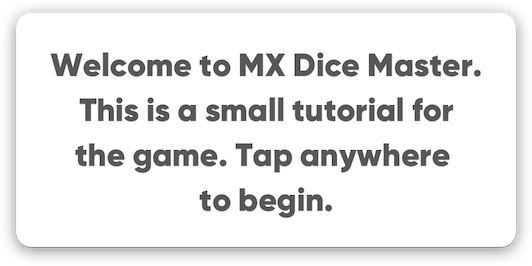 Welcome to MX Dice Master.
This is a small tutorial for
the game. Tap anywhere
to begin.